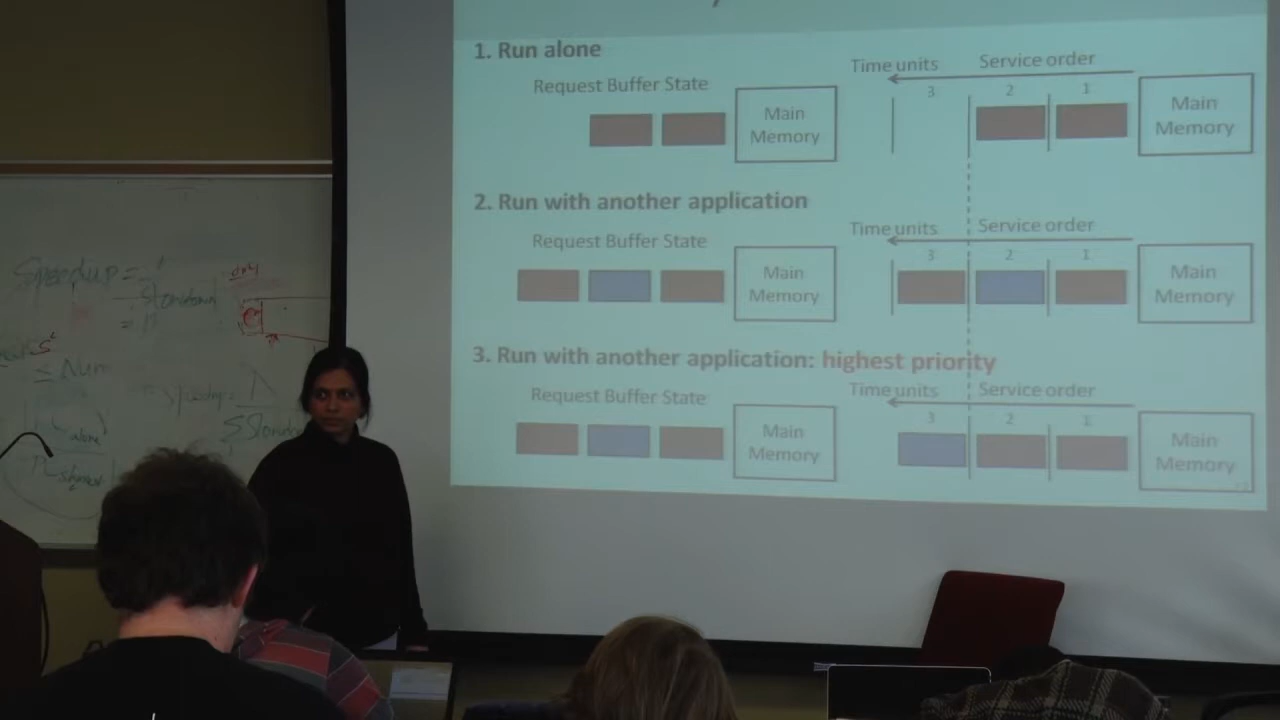 1. Run alone
Request Buffer State
Main
Memory
Time units
Service order
3
2
1
Main
Memory
2. Run with another application
Request Buffer State
Main
Memory
Time units
Service order
3
2
1
Main
Memory
3. Run with another application: highest priority
Request Buffer State
Main
Memory
Time units
Service order
3
2
1
Main
Memory
Speedup =
Slowdown
alone